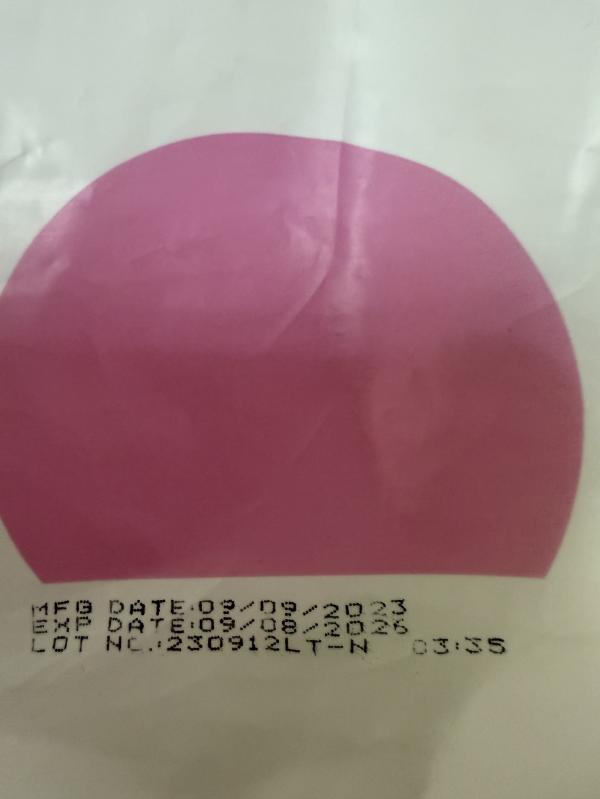 MFG DATE:09/09/2023
EXP DATE:09/08/2026
LOT NO.:230912LT-N 03:35